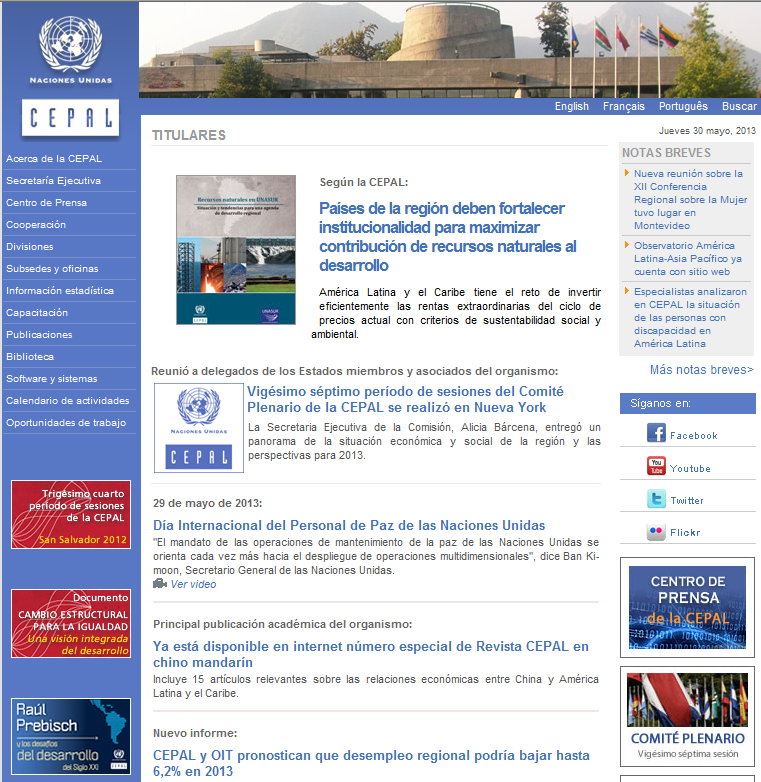 NACIONES UNIDAS
CEPAL
English Français Português Buscar
Acerca de la CEPAL
Secretaría Ejecutiva
Centro de Prensa
Cooperación
Divisiones
Subsedes y oficinas
Información estadística
Capacitación
Publicaciones
Biblioteca
Software y sistemas
Calendario de actividades
Oportunidades de trabajo
Trigésimo cuarto
período de sesiones
de la CEPAL
San Salvador 2012
Documento
CAMBIO ESTRUCTURAL
PARA LA IGUALDAD
Una visión integrada
del desarrollo
Raúl
Prebisch
y los desafíos
del desarrollo
del Siglo XXI
TITULARES
Recursos naturales en UNASUR
Situación y tendencias para una agenda
de desarrollo regional
CEPAL
UNASUR
Según la CEPAL:
Países de la región deben fortalecer
institucionalidad para maximizar
contribución de recursos naturales al
desarrollo
América Latina y el Caribe tiene el reto de invertir
eficientemente las rentas extraordinarias del ciclo de
precios actual con criterios de sustentabilidad social y
ambiental.
Reunió a delegados de los Estados miembros y asociados del organismo:
NACIONES UNIDAS
CEPAL
Vigésimo séptimo período de sesiones del Comité
Plenario de la CEPAL se realizó en Nueva York
La Secretaria Ejecutiva de la Comisión, Alicia Bárcena, entregó un
panorama de la situación económica y social de la región y las
perspectivas para 2013.
29 de mayo de 2013:
Día Internacional del Personal de Paz de las Naciones Unidas
"El mandato de las operaciones de mantenimiento de la paz de las Naciones Unidas se
orienta cada vez más hacia el despliegue de operaciones multidimensionales", dice Ban Ki-
moon, Secretario General de las Naciones Unidas.
Ver video
Principal publicación académica del organismo:
Ya está disponible en internet número especial de Revista CEPAL en
chino mandarín
Incluye 15 artículos relevantes sobre las relaciones económicas entre China y América
Latina y el Caribe.
Nuevo informe:
CEPAL y OIT pronostican que desempleo regional podría bajar hasta
6,2% en 2013
Jueves 30 mayo, 2013
NOTAS BREVES
Nueva reunión sobre la
XII Conferencia
Regional sobre la Mujer
tuvo lugar en
Montevideo
Observatorio América
Latina-Asia Pacífico ya
cuenta con sitio web
Especialistas analizaron
en CEPAL la situación
de las personas con
discapacidad en
América Latina
Más notas breves>
Síganos en:
Facebook
You
Tube
Youtube
Twitter
Flickr
CENTRO DE
PRENSA
de la CEPAL
COMITÉ PLENARIO
Vigésimo séptima sesión